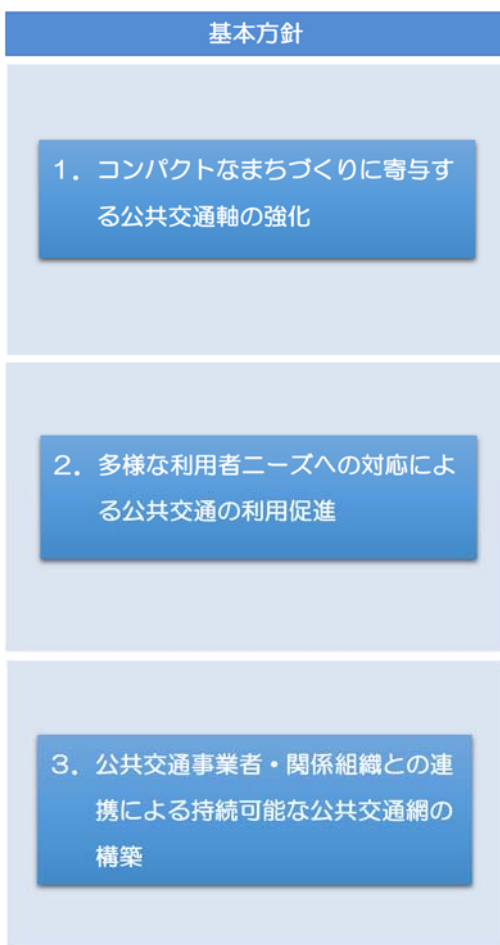 基本方針
１．コンパクトなまちづくりに寄与す
る公共交通軸の強化
２．多様な利用者ニーズへの対応によ
る公共交通の利用促進
３．公共交通事業者・関係組織との連
携による持続可能な公共交通網の
構築